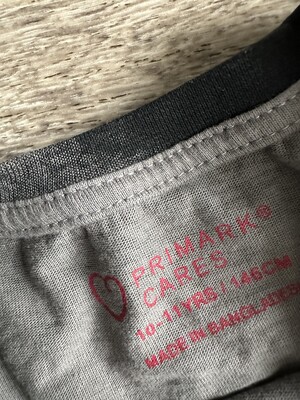 PRIMARK®
CARES
10-11YRS / 146CM
MADE IN BANGLADESH